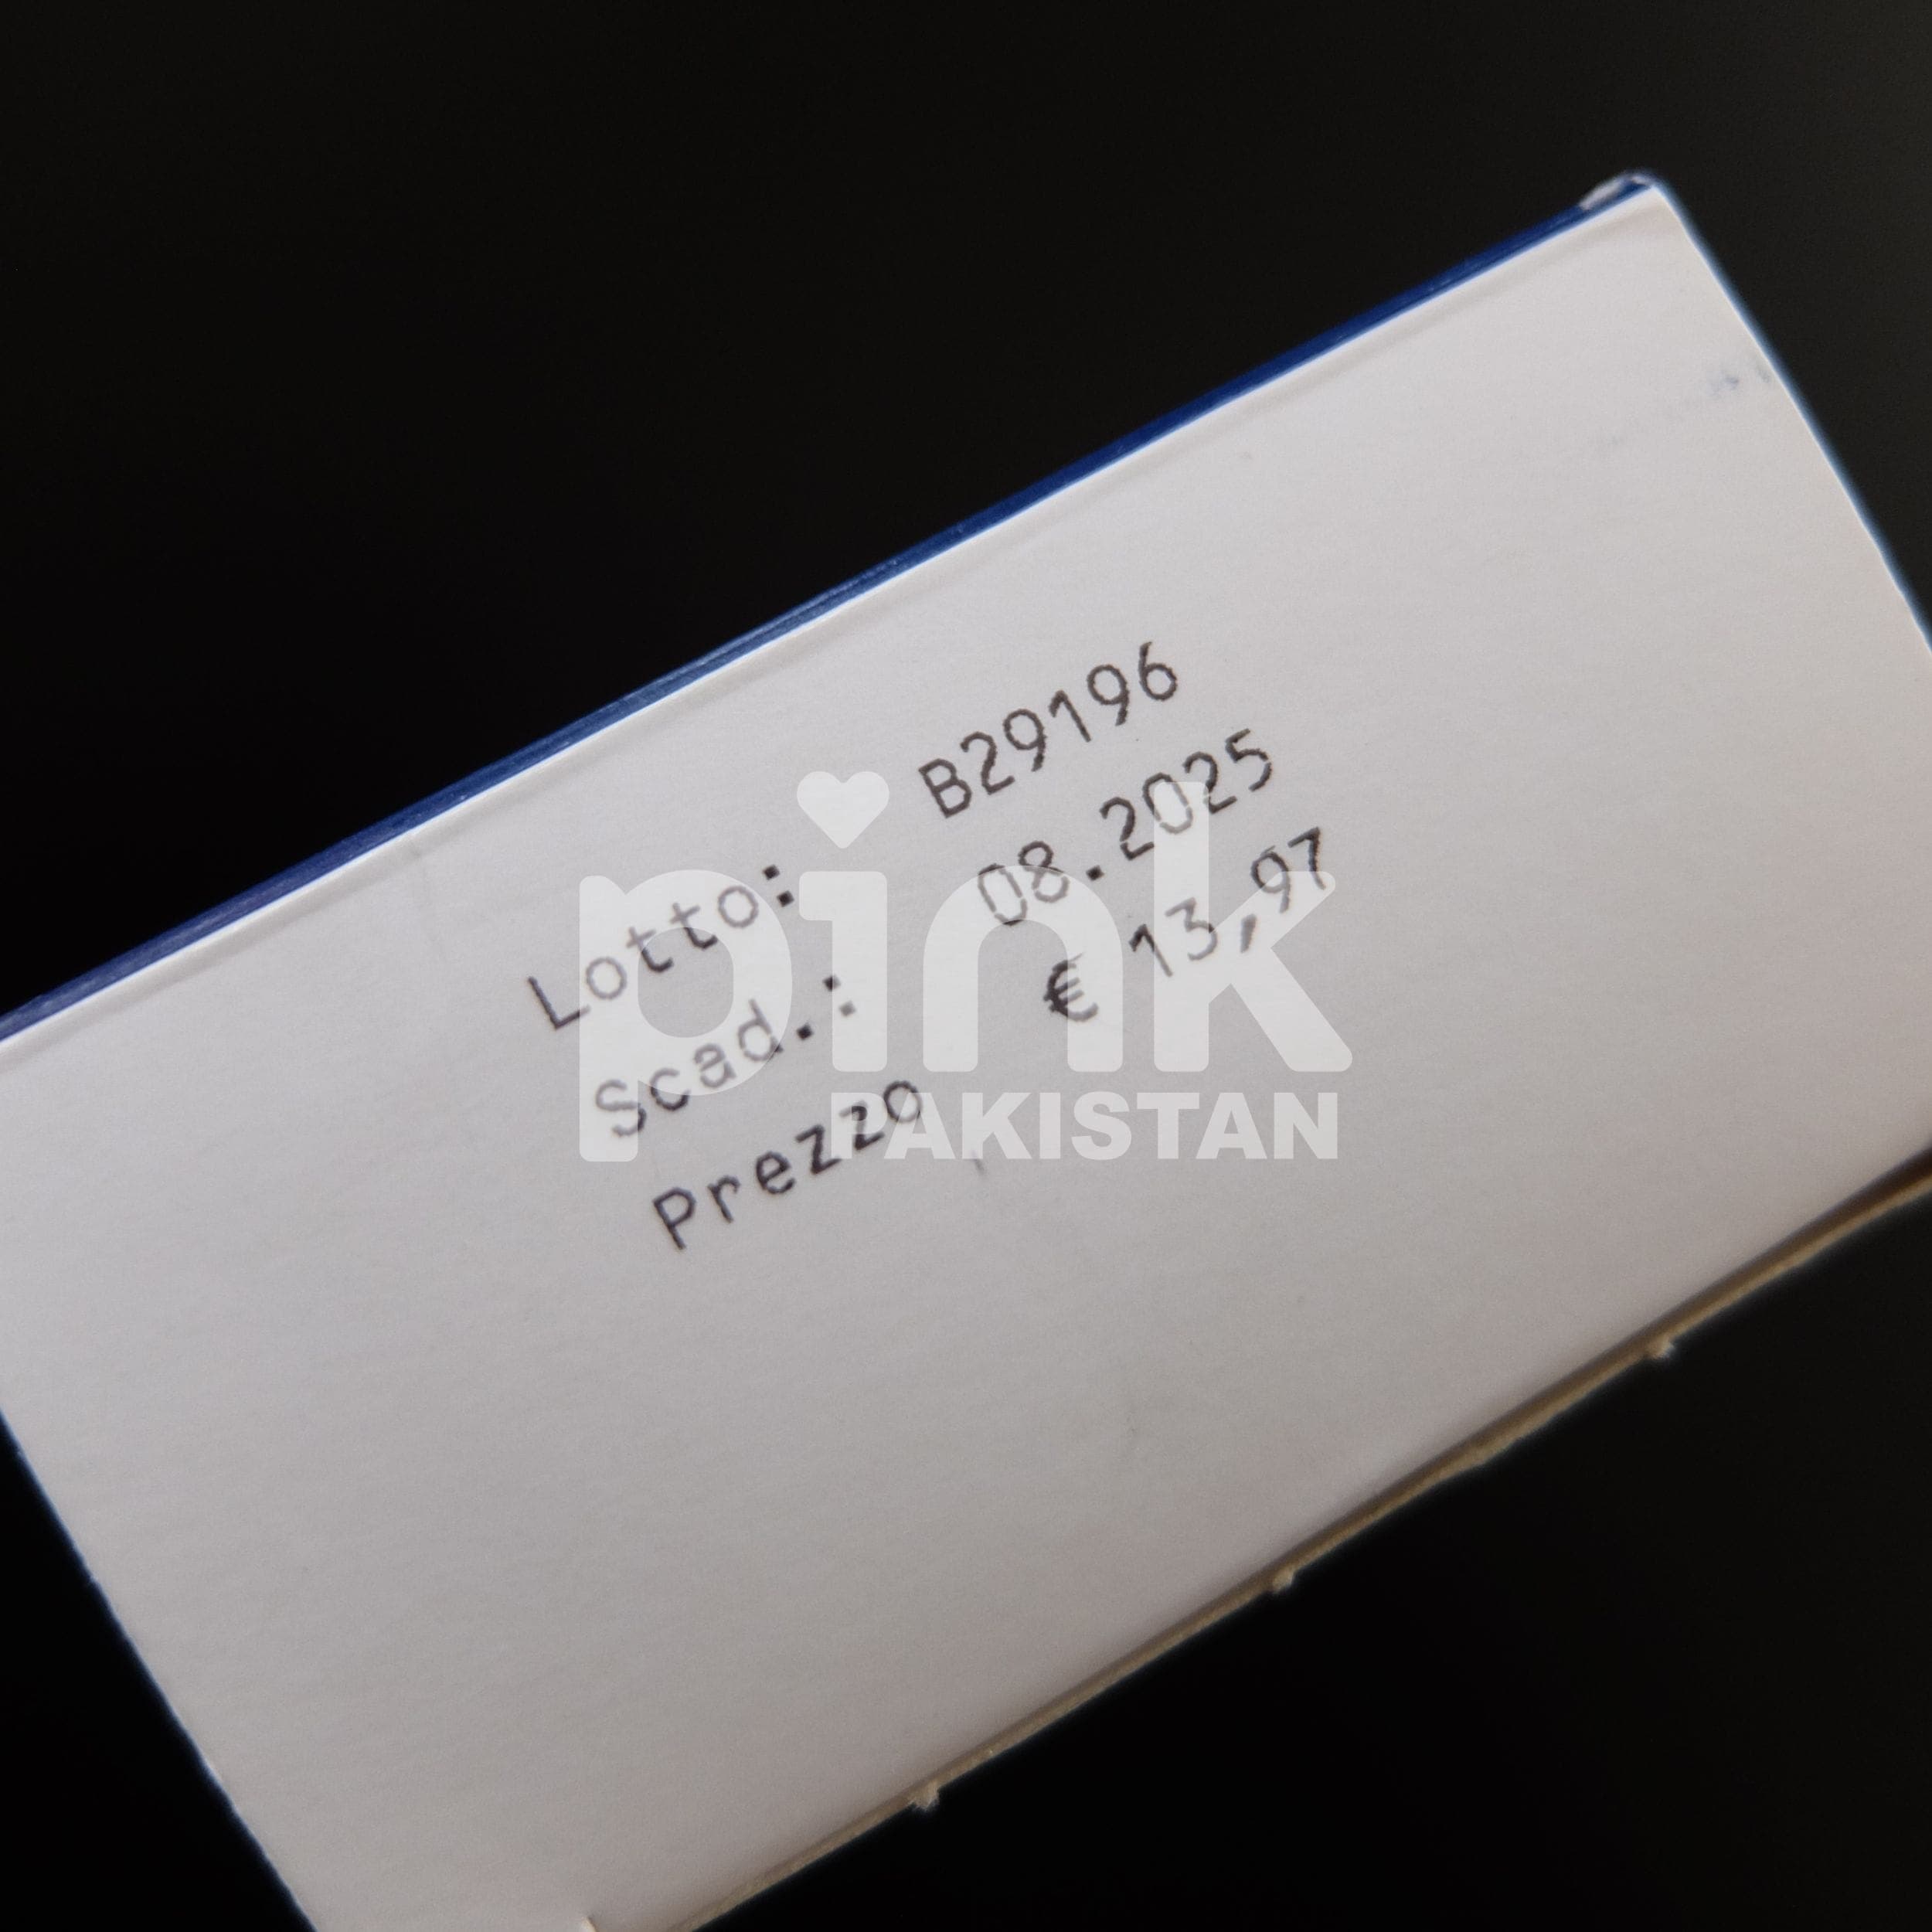 Lotto: B29196
Scad.: 08.2025
Prezzo € 13,97
pink
PAKISTAN